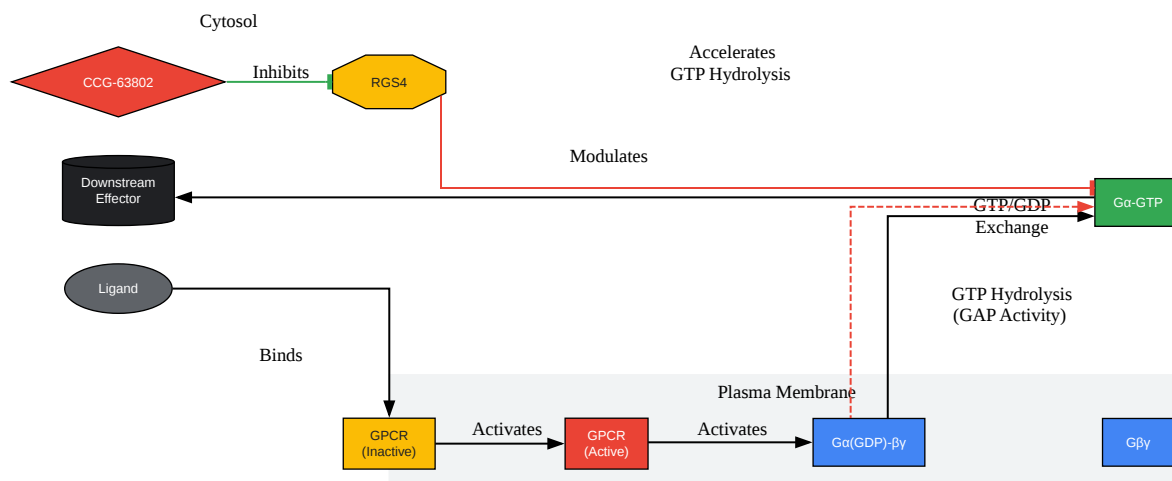 Cytosol
CCG-63802
Inhibits
RGS4
Accelerates
GTP Hydrolysis
Modulates
Downstream
Effector
Gα-GTP
GTP/GDP
Exchange
Ligand
GTP Hydrolysis
(GAP Activity)
Binds
Plasma Membrane
GPCR
(Inactive)
Activates
GPCR
(Active)
Activates
Gα(GDP)-βγ
Gβγ